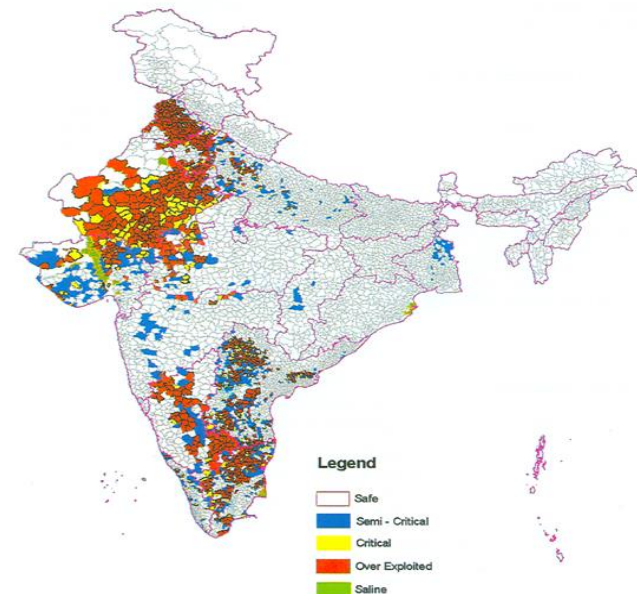 Legend
Safe
Semi - Critical
Critical
Over Exploited
Saline